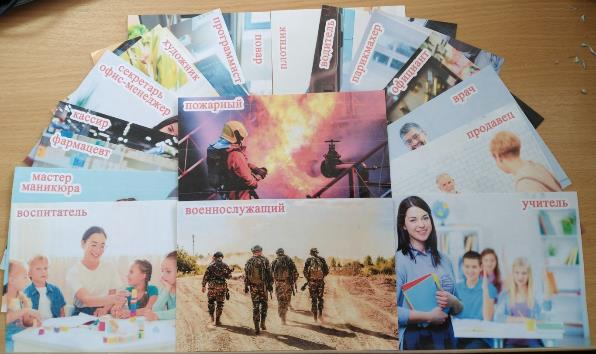 художник
программист
повар
плотник
водитель
парикмахер
официант
секретарь
офис-менеджер
пожарный
врач
кассир
продавец
фармацевт
мастер
маникюра
воспитатель
военнослужащий
учитель